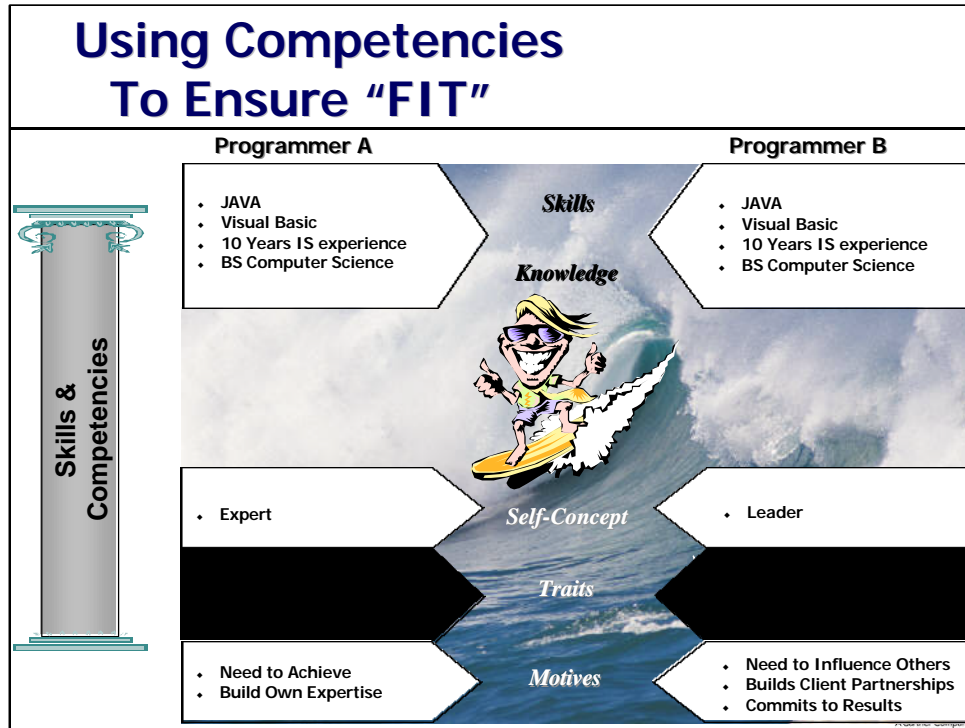 Using Competencies
To Ensure “FIT”
Programmer A
Programmer B
JAVA
Visual Basic
10 Years IS experience
BS Computer Science
Skills
Knowledge
JAVA
Visual Basic
10 Years IS experience
BS Computer Science
Skills &
Competencies
Expert
Self-Concept
Leader
Traits
Need to Achieve
Build Own Expertise
Motives
Need to Influence Others
Builds Client Partnerships
Commits to Results